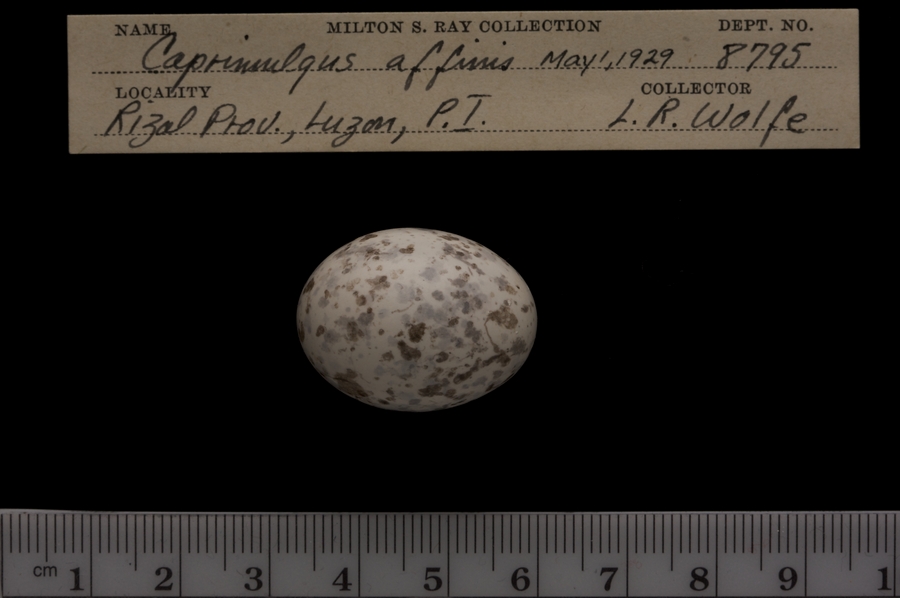 NAME MILTON S. RAY COLLECTION DEPT. NO.
Caprimulgus affinis May 1, 1929 8795
LOCALITY COLLECTOR
Rizal Prov., Luzon, P.I. L. R. Wolfe
cm 1 2 3 4 5 6 7 8 9 1